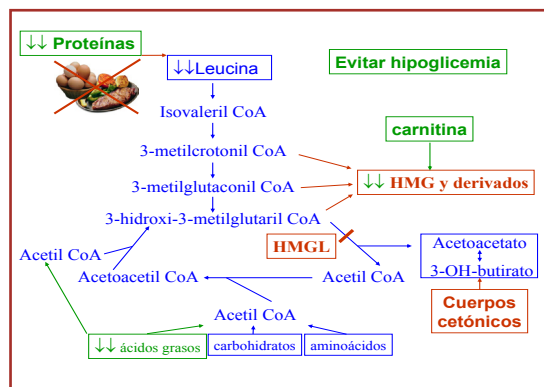 ↓↓ Proteínas
↓↓Leucina
Evitar hipoglicemia
Isovaleril CoA
carnitina
3-metilcrotonil CoA
↓↓ HMG y derivados
3-metilglutaconil CoA
3-hidroxi-3-metilglutaril CoA
HMGL
Acetoacetato
3-OH-butirato
Acetil CoA
Acetoacetil CoA
Acetil CoA
Cuerpos
cetónicos
Acetil CoA
↓↓ ácidos grasos
carbohidratos
aminoácidos